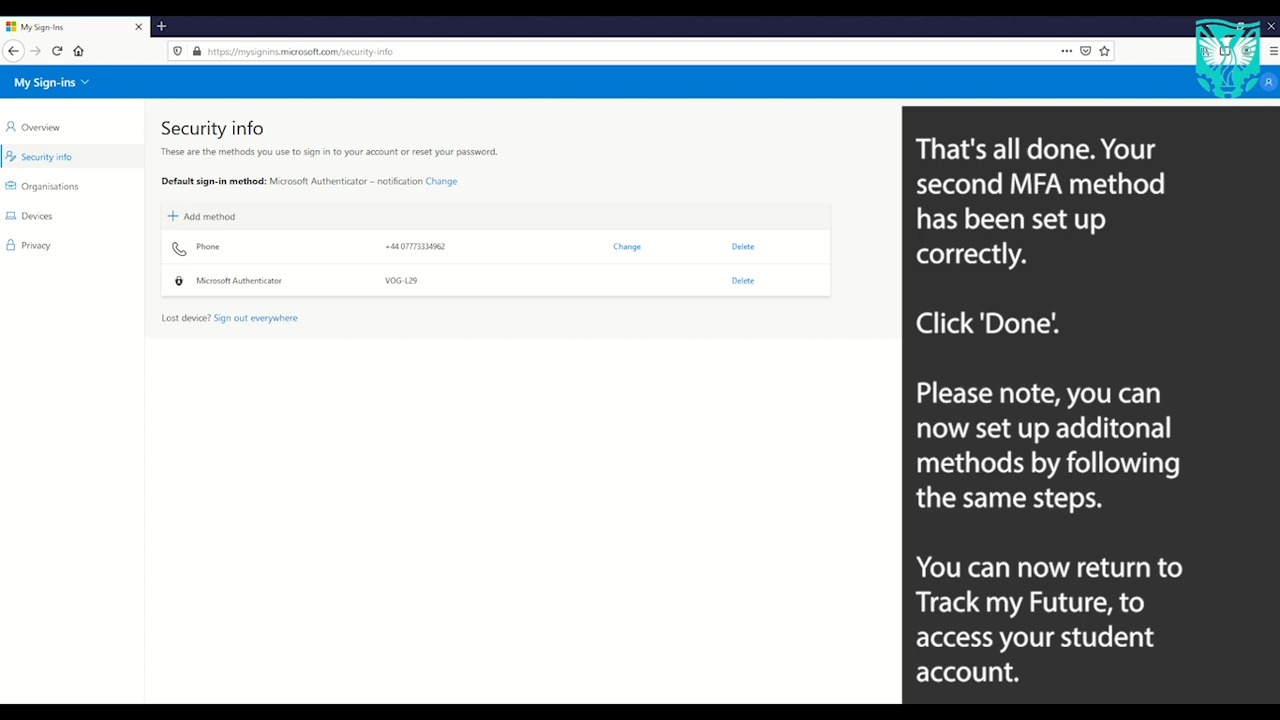 My Sign-Ins
https://mysignins.microsoft.com/security-info
My Sign-ins
Overview
Security info
Organisations
Devices
Privacy
Security info
These are the methods you use to sign in to your account or reset your password.
Default sign-in method: Microsoft Authenticator – notification Change
Add method
Phone +44 07773334962 Change Delete
Microsoft Authenticator VOG-L29 Delete
Lost device? Sign out everywhere
That's all done. Your
second MFA method
has been set up
correctly.
Click 'Done'.
Please note, you can
now set up additonal
methods by following
the same steps.
You can now return to
Track my Future, to
access your student
account.